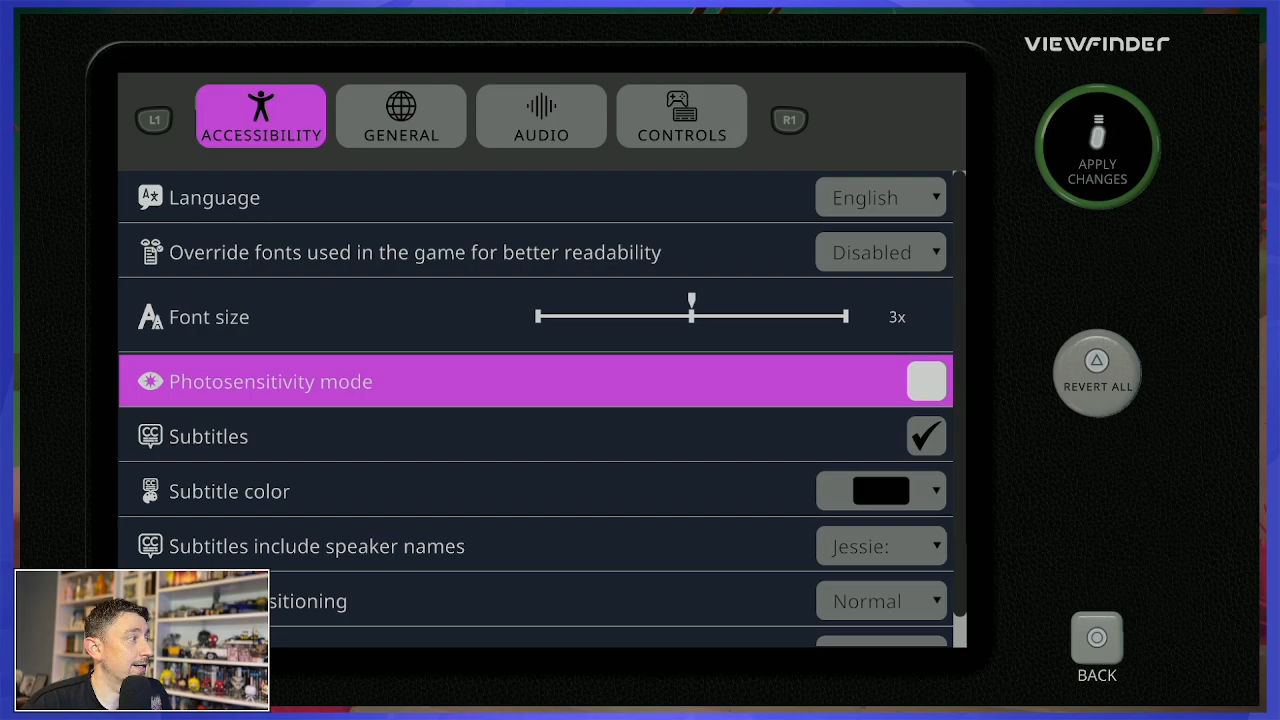 VIEWFINDER
L1
ACCESSIBILITY
GENERAL
AUDIO
CONTROLS
R1
APPLY
CHANGES
Language
English
Override fonts used in the game for better readability
Disabled
Font size
3x
Photosensitivity mode
REVERT ALL
CC
Subtitles
Subtitle color
CC
Subtitles include speaker names
Jessie:
sitioning
Normal
BACK